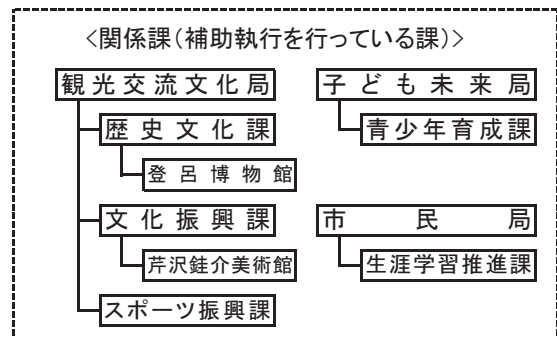 <関係課(補助執行を行っている課)>
観光交流文化局
歴史文化課
登呂博物館
文化振興課
芹沢銈介美術館
スポーツ振興課
子ども未来局
青少年育成課
市民局
生涯学習推進課